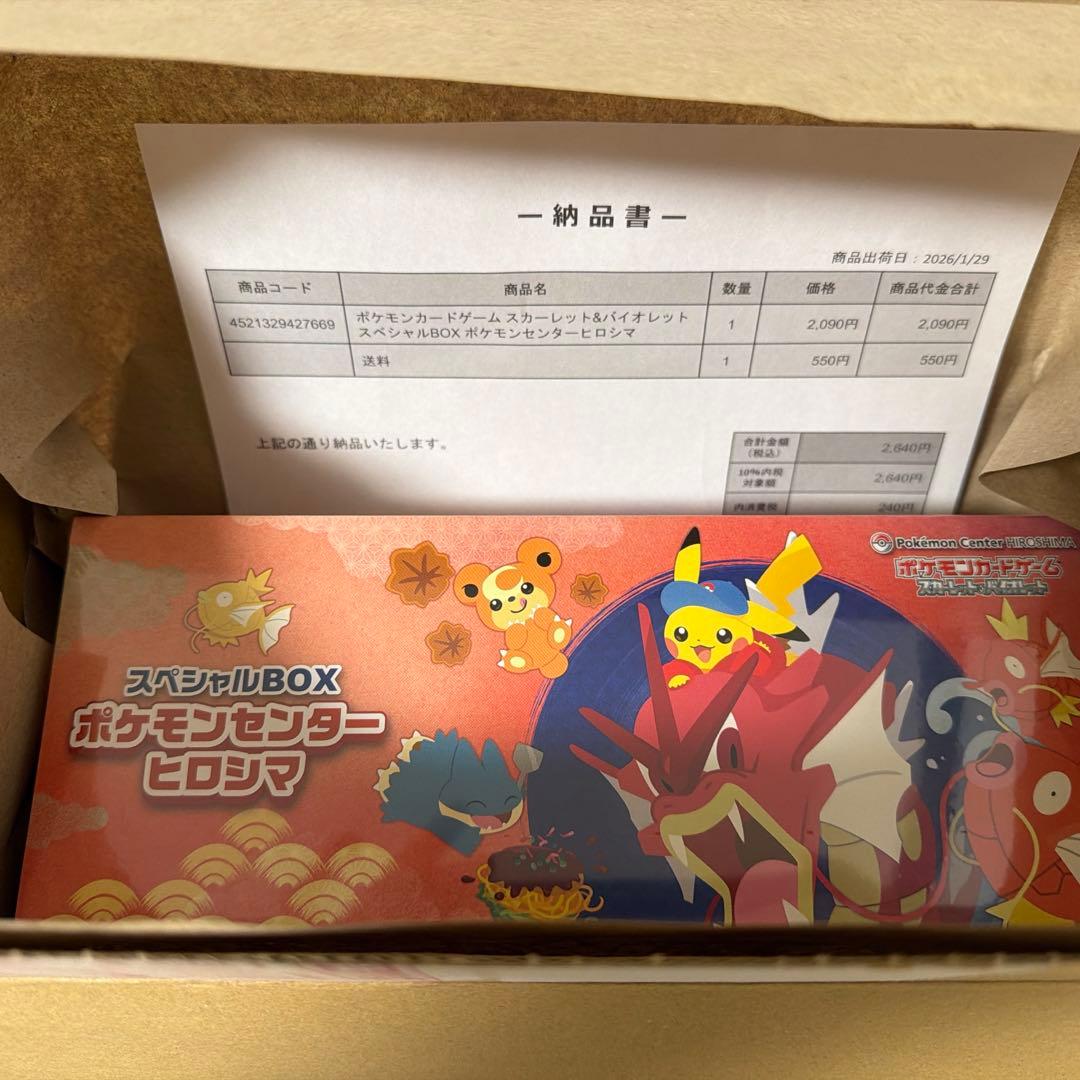 ー納品書ー
商品出荷日：2026/1/29
商品コード 商品名 数量 価格 商品代金合計
4521329427669 ポケモンカードゲーム スカーレット&バイオレット
スペシャルBOX ポケモンセンターヒロシマ 1 2,090円 2,090円
送料 1 550円 550円
上記の通り納品いたします。
合計金額
（税込） 2,640円
10%内税
対象額 2,640円
内消費税 240円
Pokémon Center HIROSHIMA
ポケモンカードゲーム
スカーレット・バイオレット
スペシャルBOX
ポケモンセンター
ヒロシマ